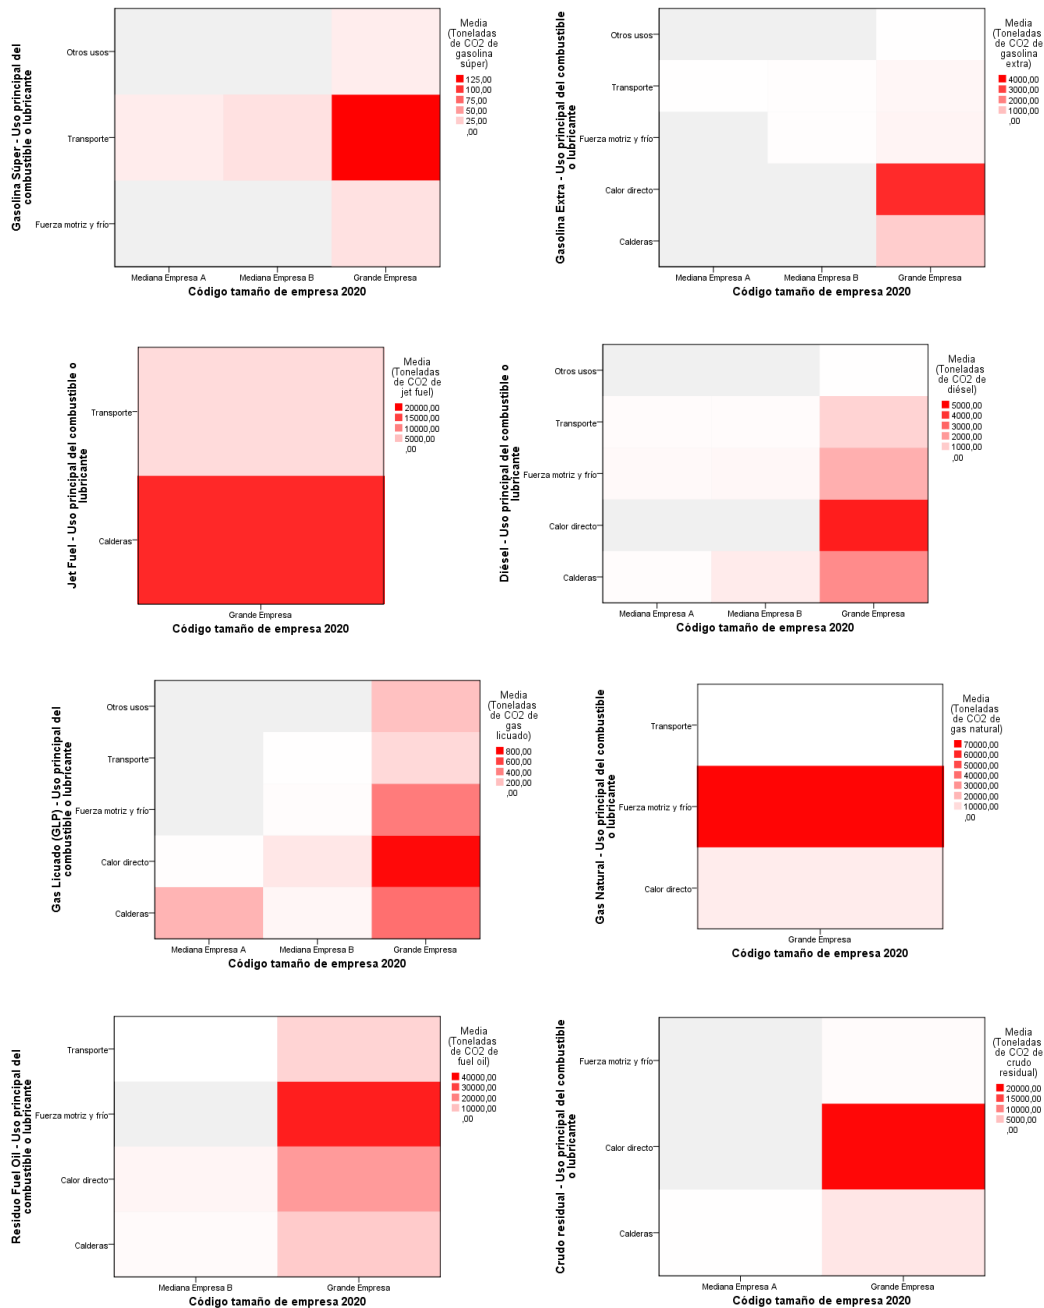 Gasolina Súper - Uso principal del
combustible o lubricante
Otros usos
Transporte
Fuerza motriz y frío
Mediana Empresa A
Mediana Empresa B
Grande Empresa
Código tamaño de empresa 2020
Media
(Toneladas
de CO2 de
gasolina
súper)
125,00
100,00
75,00
50,00
25,00
,00
Gasolina Extra - Uso principal del combustible
o lubricante
Otros usos
Transporte
Fuerza motriz y frío
Calor directo
Calderas
Mediana Empresa A
Mediana Empresa B
Grande Empresa
Código tamaño de empresa 2020
Media
(Toneladas
de CO2 de
gasolina
extra)
4000,00
3000,00
2000,00
1000,00
,00
Jet Fuel - Uso principal del combustible o
lubricante
Transporte
Calderas
Grande Empresa
Código tamaño de empresa 2020
Media
(Toneladas
de CO2 de
jet fuel)
20000,00
15000,00
10000,00
5000,00
,00
Diésel - Uso principal del combustible o
lubricante
Otros usos
Transporte
Fuerza motriz y frío
Calor directo
Calderas
Mediana Empresa A
Mediana Empresa B
Grande Empresa
Código tamaño de empresa 2020
Media
(Toneladas
de CO2 de
diésel)
5000,00
4000,00
3000,00
2000,00
1000,00
,00
Gas Licuado (GLP) - Uso principal del
combustible o lubricante
Otros usos
Transporte
Fuerza motriz y frío
Calor directo
Calderas
Mediana Empresa A
Mediana Empresa B
Grande Empresa
Código tamaño de empresa 2020
Media
(Toneladas
de CO2 de
gas
licuado)
800,00
600,00
400,00
200,00
,00
Gas Natural - Uso principal del combustible
o lubricante
Transporte
Fuerza motriz y frío
Calor directo
Grande Empresa
Código tamaño de empresa 2020
Media
(Toneladas
de CO2 de
gas natural)
70000,00
60000,00
50000,00
40000,00
30000,00
20000,00
10000,00
,00
Residuo Fuel Oil - Uso principal del
combustible o lubricante
Transporte
Fuerza motriz y frío
Calor directo
Calderas
Mediana Empresa B
Grande Empresa
Código tamaño de empresa 2020
Media
(Toneladas
de CO2 de
fuel oil)
40000,00
30000,00
20000,00
10000,00
,00
Crudo residual - Uso principal del combustible
o lubricante
Fuerza motriz y frío
Calor directo
Calderas
Mediana Empresa A
Grande Empresa
Código tamaño de empresa 2020
Media
(Toneladas
de CO2 de
crudo
residual)
20000,00
15000,00
10000,00
5000,00
,00